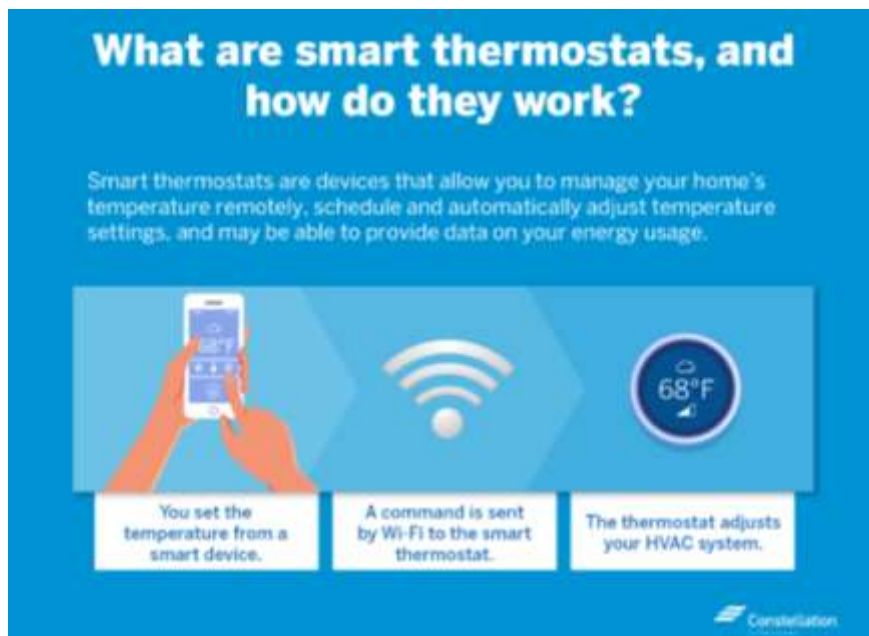 What are smart thermostats, and
how do they work?
Smart thermostats are devices that allow you to manage your home's
temperature remotely, schedule and automatically adjust temperature
settings, and may be able to provide data on your energy usage.
68°F
68°F
You set the
temperature from a
smart device.
A command is sent
by Wi-Fi to the smart
thermostat.
The thermostat adjusts
your HVAC system.
Constellation